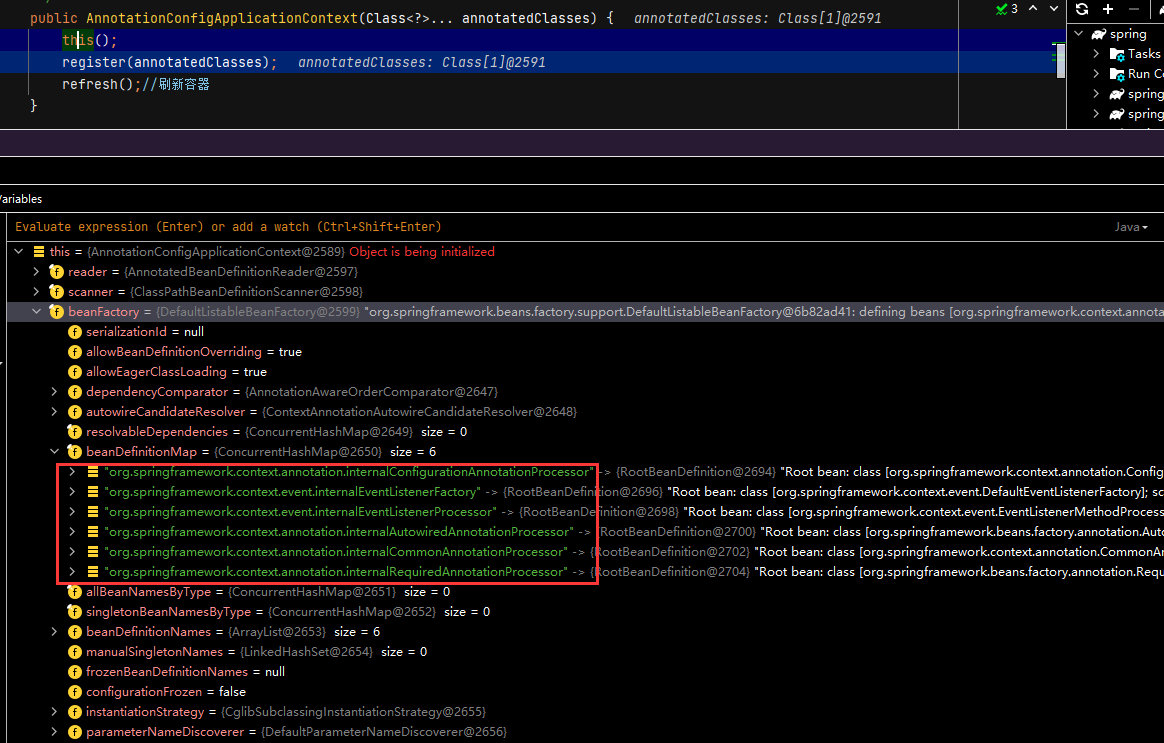 public AnnotationConfigApplicationContext(Class<?>... annotatedClasses) {   annotatedClasses: Class[1]@2591
this();
register(annotatedClasses);   annotatedClasses: Class[1]@2591
refresh();//刷新容器
}
3
spring
Tasks
Run Co
spring
spring
Variables
Evaluate expression (Enter) or add a watch (Ctrl+Shift+Enter)
Java
this = {AnnotationConfigApplicationContext@2589} Object is being initialized
reader = {AnnotatedBeanDefinitionReader@2597}
scanner = {ClassPathBeanDefinitionScanner@2598}
beanFactory = {DefaultListableBeanFactory@2599} "org.springframework.beans.factory.support.DefaultListableBeanFactory@6b82ad41: defining beans [org.springframework.context.annota
serializationId = null
allowBeanDefinitionOverriding = true
allowEagerClassLoading = true
dependencyComparator = {AnnotationAwareOrderComparator@2647}
autowireCandidateResolver = {ContextAnnotationAutowireCandidateResolver@2648}
resolvableDependencies = {ConcurrentHashMap@2649}  size = 0
beanDefinitionMap = {ConcurrentHashMap@2650}  size = 6
"org.springframework.context.annotation.internalConfigurationAnnotationProcessor" -> {RootBeanDefinition@2694} "Root bean: class [org.springframework.context.annotation.Config
"org.springframework.context.event.internalEventListenerFactory" -> {RootBeanDefinition@2696} "Root bean: class [org.springframework.context.event.DefaultEventListenerFactory]; sc
"org.springframework.context.event.internalEventListenerProcessor" -> {RootBeanDefinition@2698} "Root bean: class [org.springframework.context.event.EventListenerMethodProcess
"org.springframework.context.annotation.internalAutowiredAnnotationProcessor" -> {RootBeanDefinition@2700} "Root bean: class [org.springframework.beans.factory.annotation.Auto
"org.springframework.context.annotation.internalCommonAnnotationProcessor" -> {RootBeanDefinition@2702} "Root bean: class [org.springframework.context.annotation.CommonAn
"org.springframework.context.annotation.internalRequiredAnnotationProcessor" -> {RootBeanDefinition@2704} "Root bean: class [org.springframework.beans.factory.annotation.Requ
allBeanNamesByType = {ConcurrentHashMap@2651}  size = 0
singletonBeanNamesByType = {ConcurrentHashMap@2652}  size = 0
beanDefinitionNames = {ArrayList@2653}  size = 6
manualSingletonNames = {LinkedHashSet@2654}  size = 0
frozenBeanDefinitionNames = null
configurationFrozen = false
instantiationStrategy = {CglibSubclassingInstantiationStrategy@2655}
parameterNameDiscoverer = {DefaultParameterNameDiscoverer@2656}